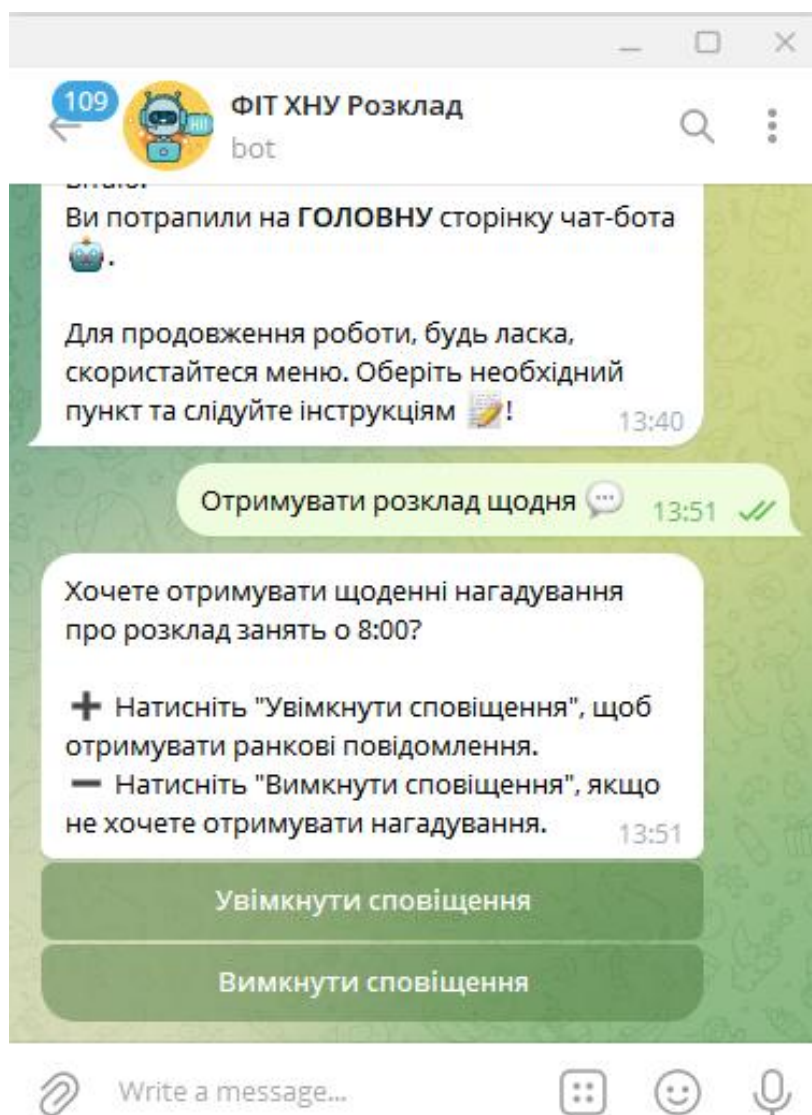 109
ФІТ ХНУ Розклад
bot
Ви потрапили на ГОЛОВНУ сторінку чат-бота
🤖.
Для продовження роботи, будь ласка,
скористайтеся меню. Оберіть необхідний
пункт та слідуйте інструкціям 📝!
13:40
Отримувати розклад щодня 💬 13:51
Хочете отримувати щоденні нагадування
про розклад занять о 8:00?
➕ Натисніть "Увімкнути сповіщення", щоб
отримувати ранкові повідомлення.
➖ Натисніть "Вимкнути сповіщення", якщо
не хочете отримувати нагадування.
13:51
Увімкнути сповіщення
Вимкнути сповіщення
Write a message...